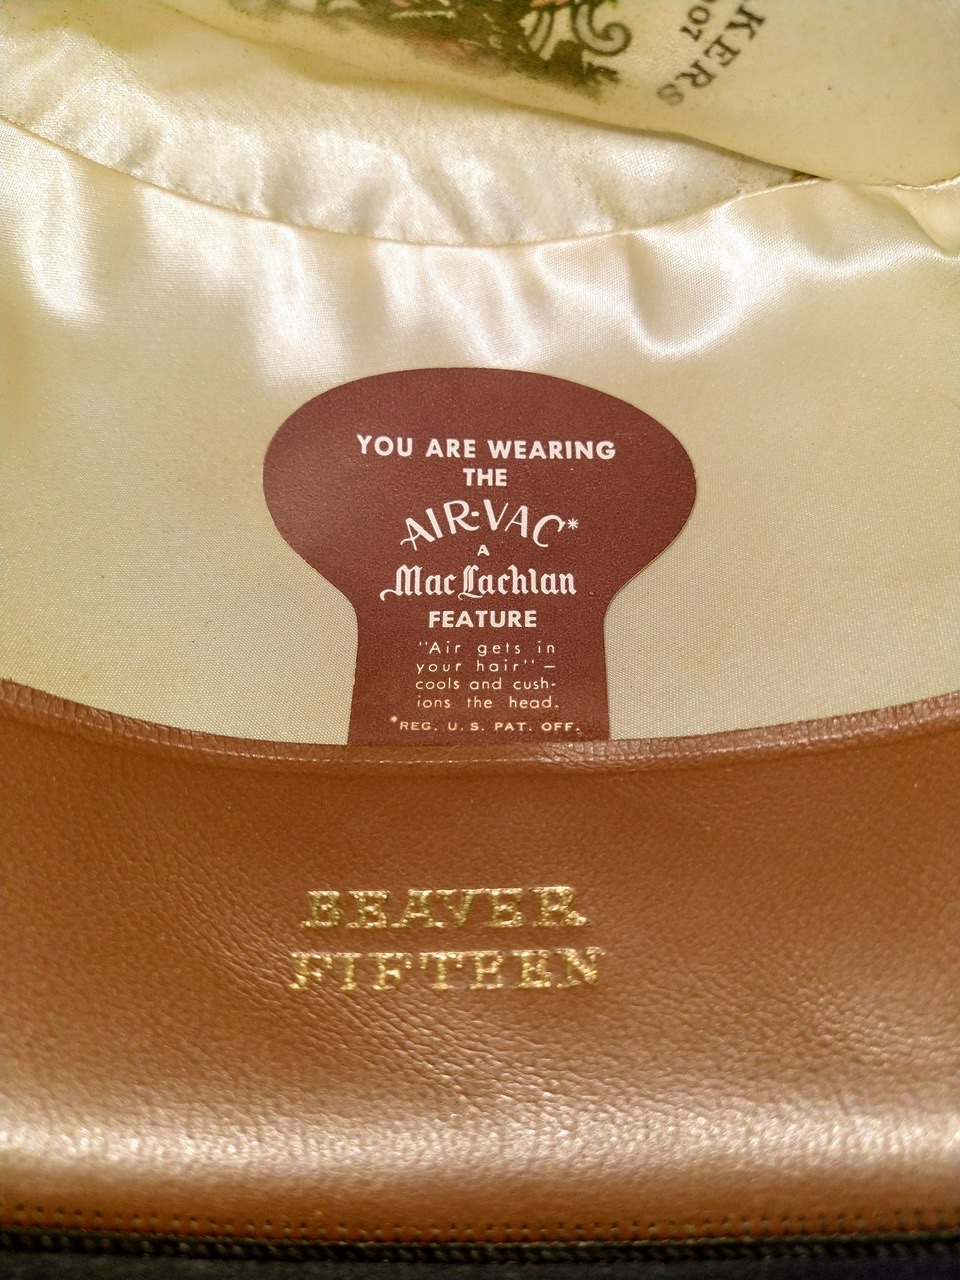 KERS
007
YOU ARE WEARING
THE
AIR-VAC*
A
MacLachlan
FEATURE
"Air gets in
your hair" —
cools and cush-
ions the head.
*REG. U.S. PAT. OFF.
BEAVER
FIFTEEN